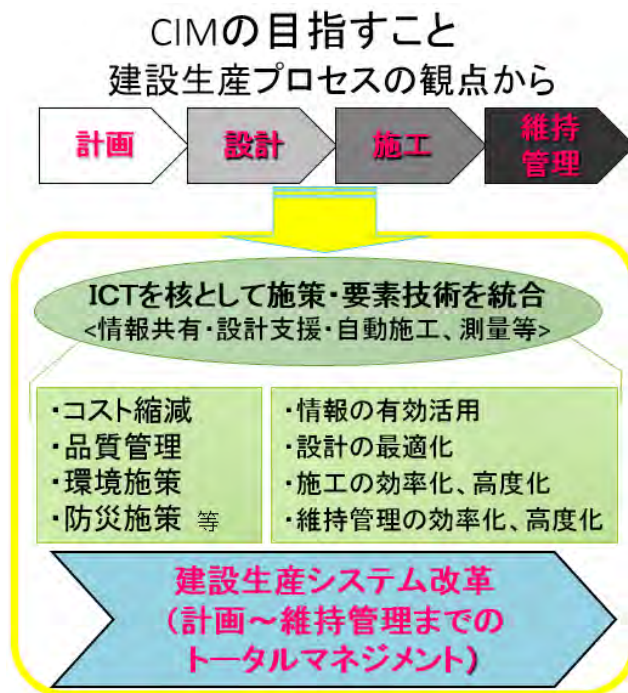 CIMの目指すこと
建設生産プロセスの観点から
計画
設計
施工
維持
管理
ICTを核として施策・要素技術を統合
<情報共有・設計支援・自動施工、測量等>
・コスト縮減
・品質管理
・環境施策
・防災施策 等
・情報の有効活用
・設計の最適化
・施工の効率化、高度化
・維持管理の効率化、高度化
建設生産システム改革
(計画～維持管理までの
トータルマネジメント)